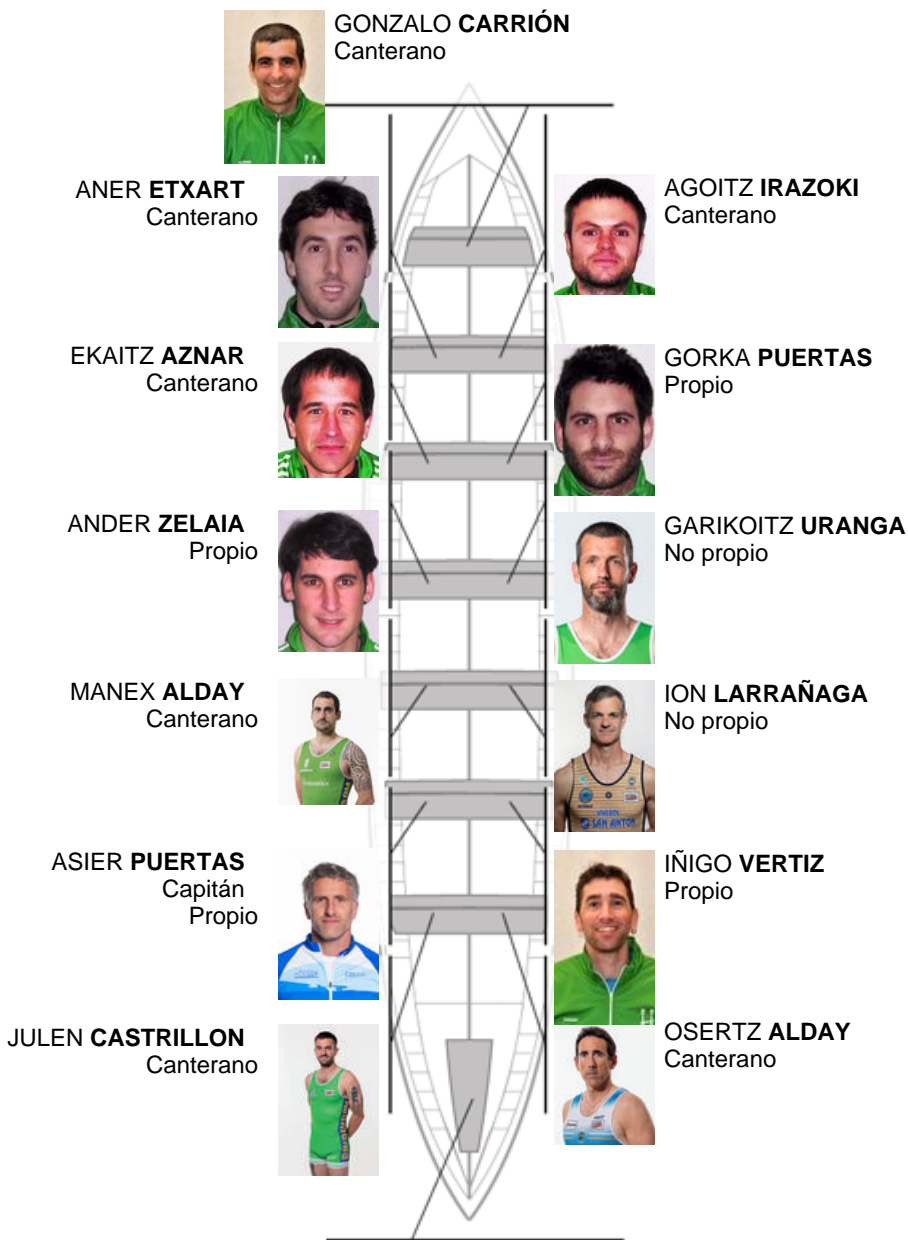 GONZALO CARRIÓN
Canterano
ANER ETXART
Canterano
AGOITZ IRAZOKI
Canterano
EKAITZ AZNAR
Canterano
GORKA PUERTAS
Propio
ANDER ZELAIA
Propio
GARIKOITZ URANGA
No propio
MANEX ALDAY
Canterano
ION LARRAÑAGA
No propio
SAN ANTON
ASIER PUERTAS
Capitán
Propio
IÑIGO VERTIZ
Propio
JULEN CASTRILLON
Canterano
OSERTZ ALDAY
Canterano